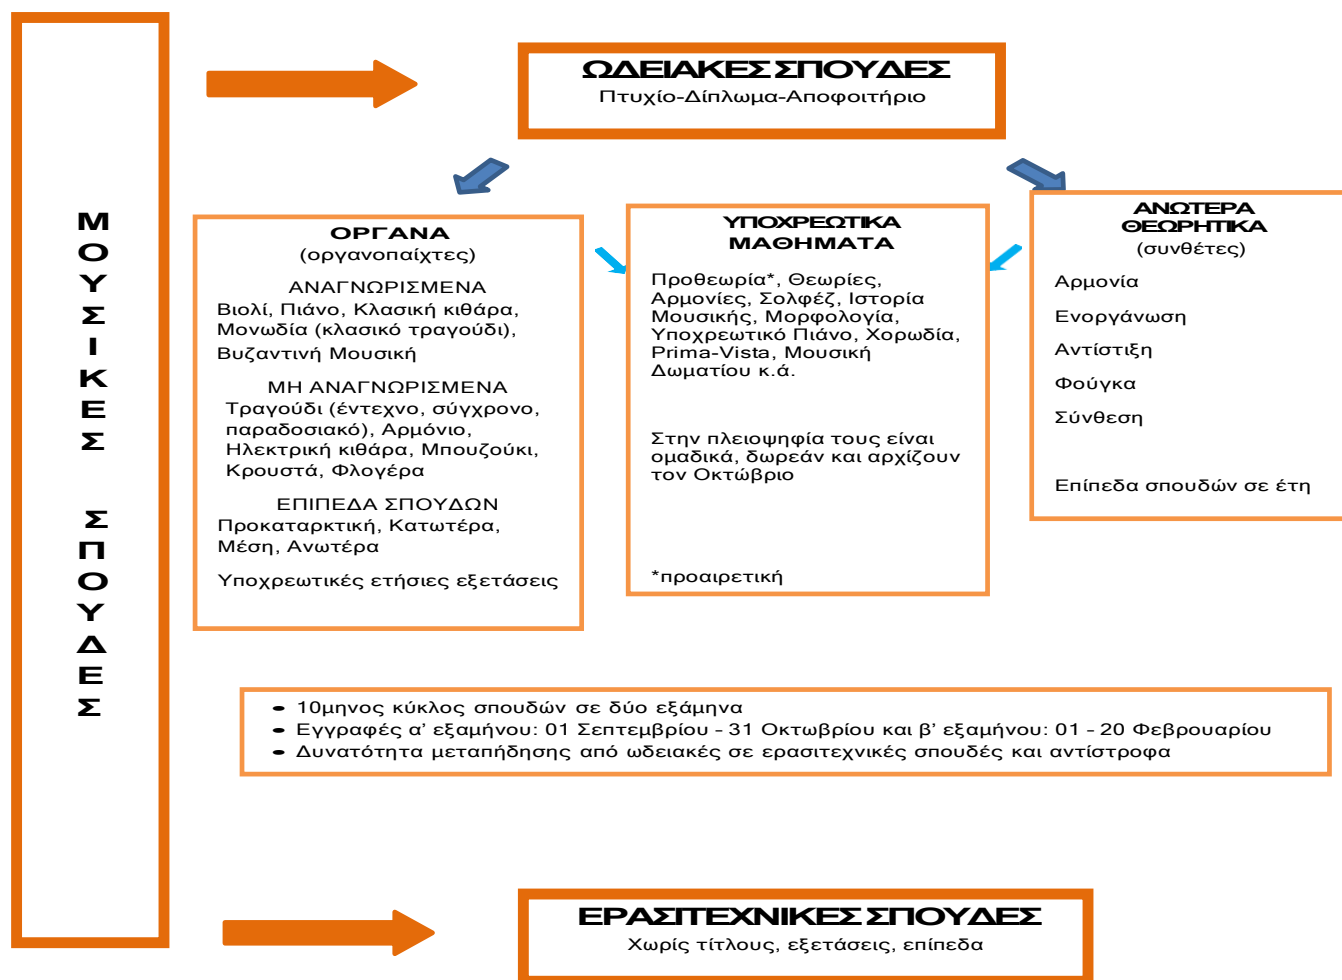 ΜΟΥΣΙΚΕΣ ΣΠΟΥΔΕΣ
ΩΔΕΙΑΚΕΣ ΣΠΟΥΔΕΣ
Πτυχίο-Δίπλωμα-Αποφοιτήριο
ΟΡΓΑΝΑ
(οργανοπαίχτες)
ΑΝΑΓΝΩΡΙΣΜΕΝΑ
Βιολί, Πιάνο, Κλασική κιθάρα,
Μονωδία (κλασικό τραγούδι),
Βυζαντινή Μουσική
ΜΗ ΑΝΑΓΝΩΡΙΣΜΕΝΑ
Τραγούδι (έντεχνο, σύγχρονο,
παραδοσιακό), Αρμόνιο,
Ηλεκτρική κιθάρα, Μπουζούκι,
Κρουστά, Φλογέρα
ΕΠΙΠΕΔΑ ΣΠΟΥΔΩΝ
Προκαταρκτική, Κατωτέρα,
Μέση, Ανωτέρα
Υποχρεωτικές ετήσιες εξετάσεις
ΥΠΟΧΡΕΩΤΙΚΑ
ΜΑΘΗΜΑΤΑ
Προθεωρία*, Θεωρίες,
Αρμονίες, Σολφέζ, Ιστορία
Μουσικής, Μορφολογία,
Υποχρεωτικό Πιάνο, Χορωδία,
Prima-Vista, Μουσική
Δωματίου κ.ά.
Στην πλειοψηφία τους είναι
ομαδικά, δωρεάν και αρχίζουν
τον Οκτώβριο
*προαιρετική
ΑΝΩΤΕΡΑ
ΘΕΩΡΗΤΙΚΑ
(συνθέτες)
Αρμονία
Ενοργάνωση
Αντίστιξη
Φούγκα
Σύνθεση
Επίπεδα σπουδών σε έτη
• 10μηνος κύκλος σπουδών σε δύο εξάμηνα
• Εγγραφές α’ εξαμήνου: 01 Σεπτεμβρίου – 31 Οκτωβρίου και β’ εξαμήνου: 01 – 20 Φεβρουαρίου
• Δυνατότητα μεταπήδησης από ωδειακές σε ερασιτεχνικές σπουδές και αντίστροφα
ΕΡΑΣΙΤΕΧΝΙΚΕΣ ΣΠΟΥΔΕΣ
Χωρίς τίτλους, εξετάσεις, επίπεδα